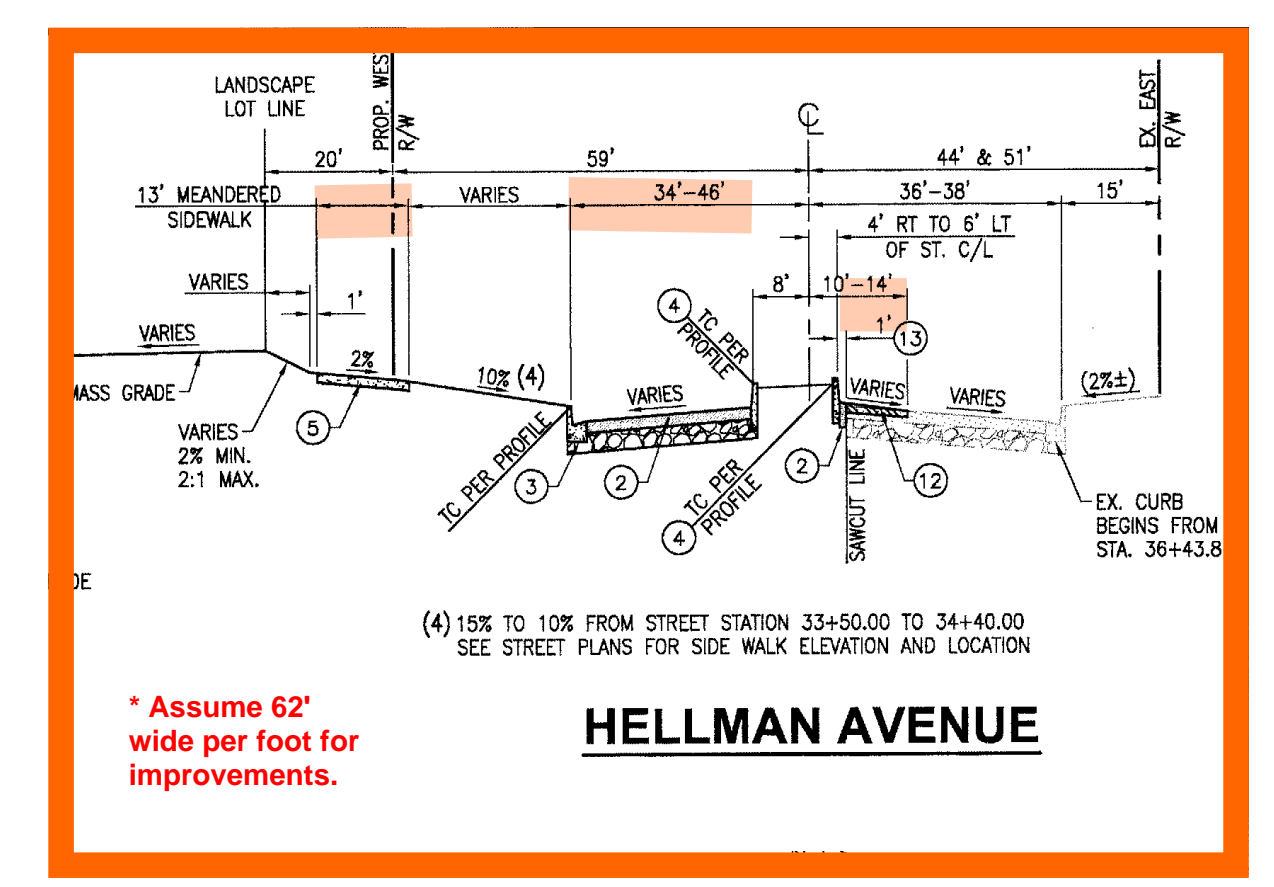 LANDSCAPE
LOT LINE
PROP. WEST
R/W
EX. EAST
R/W
20'
59'
44' & 51'
13' MEANDERED
SIDEWALK
VARIES
34'-46'
36'-38'
15'
4' RT TO 6' LT
OF ST. C/L
VARIES
1'
8'
10'-14'
1'
13
4
TC PER
PROFILE
VARIES
2%
10% (4)
VARIES
VARIES
VARIES
(2%±)
MASS GRADE
5
VARIES
2% MIN.
2:1 MAX.
TC PER PROFILE
3
2
4
TC PER
PROFILE
2
SAWCUT LINE
12
EX. CURB
BEGINS FROM
STA. 36+43.8
(4) 15% TO 10% FROM STREET STATION 33+50.00 TO 34+40.00
SEE STREET PLANS FOR SIDE WALK ELEVATION AND LOCATION
* Assume 62'
wide per foot for
improvements.
HELLMAN AVENUE